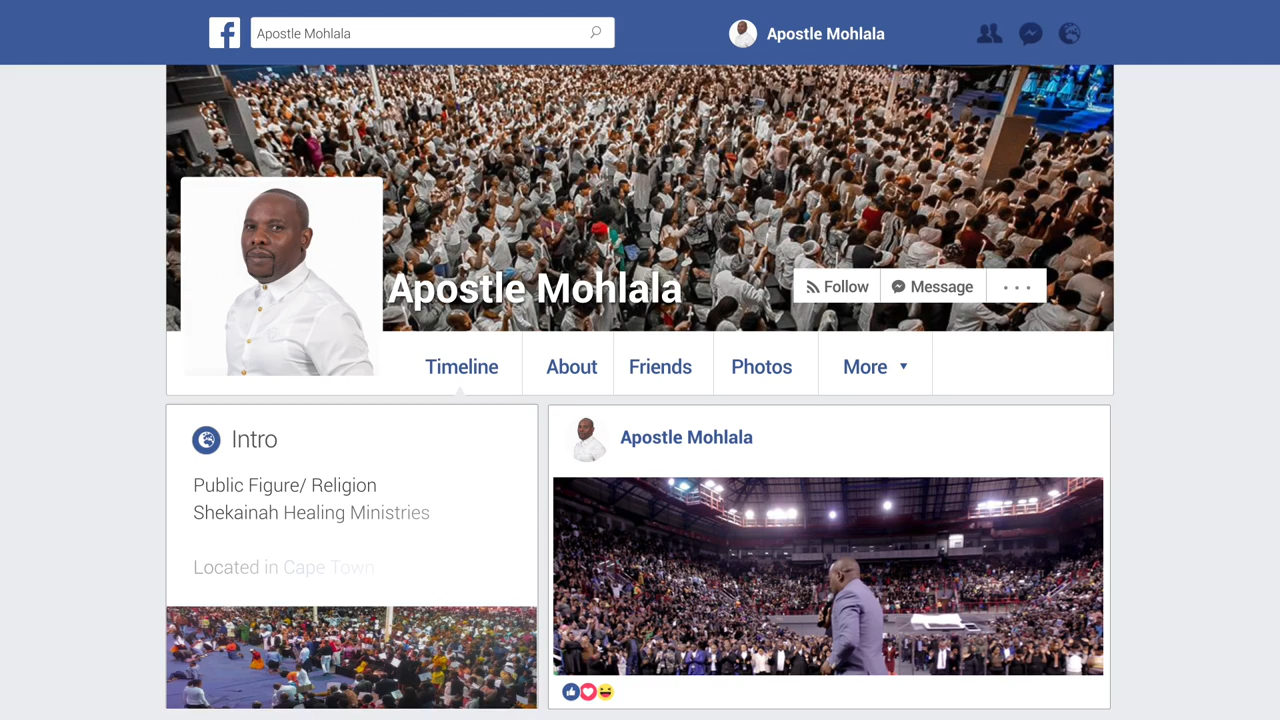 Apostle Mohlala
Apostle Mohlala
Apostle Mohlala
Follow
Message
Timeline
About
Friends
Photos
More
Intro
Public Figure/ Religion
Shekainah Healing Ministries
Located in Cape Town
Apostle Mohlala